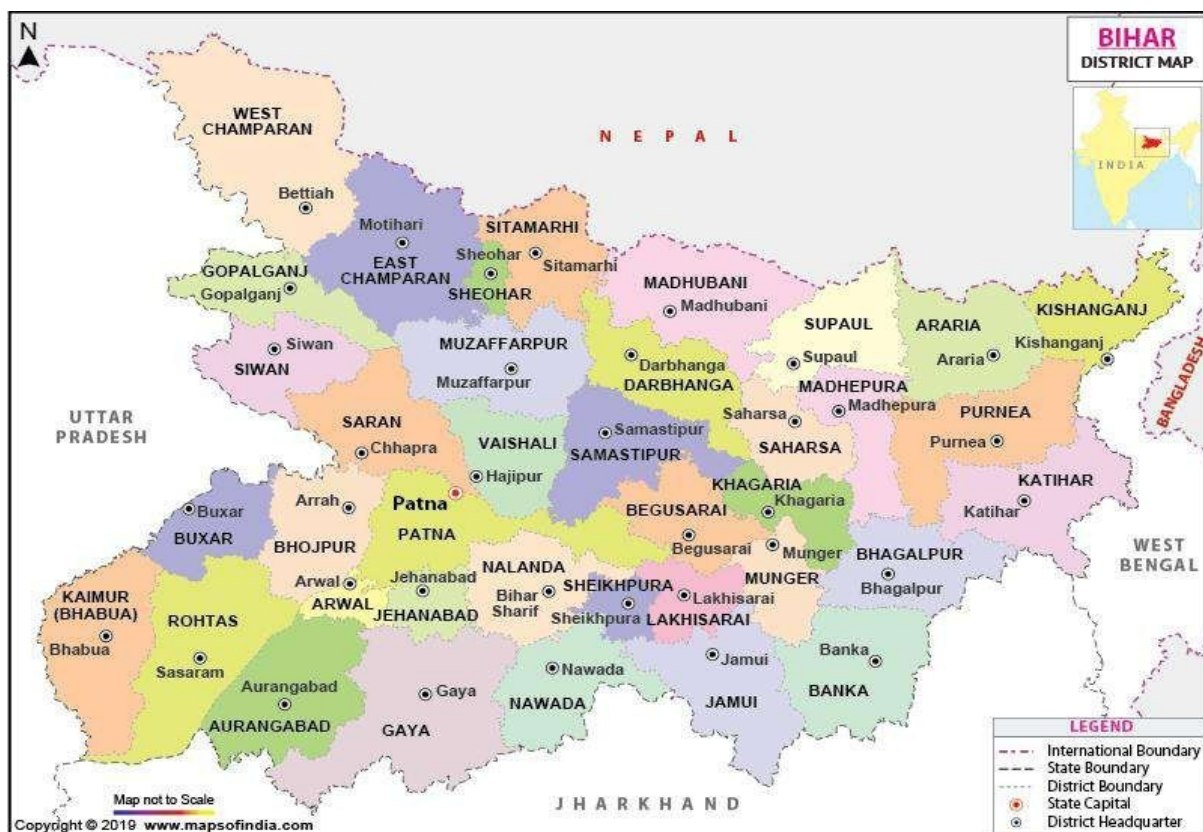 N
BIHAR
DISTRICT MAP
INDIA
NEPAL
WEST
CHAMPARAN
Bettiah
Motihari
EAST
CHAMPARAN
SITAMARHI
Sheohar
Sitamarhi
SHEOHAR
GOPALGANJ
Gopalganj
MADHUBANI
Madhubani
SUPAUL
Supaul
ARARIA
Araria
KISHANGANJ
Kishanganj
BANGLADESH
Siwan
SIWAN
MUZAFFARPUR
Muzaffarpur
Darbhanga
DARBHANGA
MADHEPURA
Madhepura
PURNEA
Purnea
UTTAR
PRADESH
SARAN
Chhapra
VAISHALI
Hajipur
Samastipur
SAMASTIPUR
Saharsa
SAHARSA
KHAGARIA
Khagaria
KATIHAR
Katihar
Buxar
BUXAR
Arrah
BHOJPUR
Patna
PATNA
BEGUSARAI
Begusarai
Munger
MUNGER
BHAGALPUR
Bhagalpur
WEST
BENGAL
KAIMUR
(BHABUA)
Bhabua
ROHTAS
Sasaram
Arwal
ARWAL
Jehanabad
JEHANABAD
NALANDA
Bihar
Sharif
SHEIKHPURA
Sheikhpura
Lakhisarai
LAKHISARAI
Aurangabad
AURANGABAD
Gaya
GAYA
Nawada
NAWADA
Jamui
JAMUI
Banka
BANKA
JHARKHAND
LEGEND
International Boundary
State Boundary
District Boundary
State Capital
District Headquarter
Map not to Scale
Copyright © 2019 www.mapsofindia.com